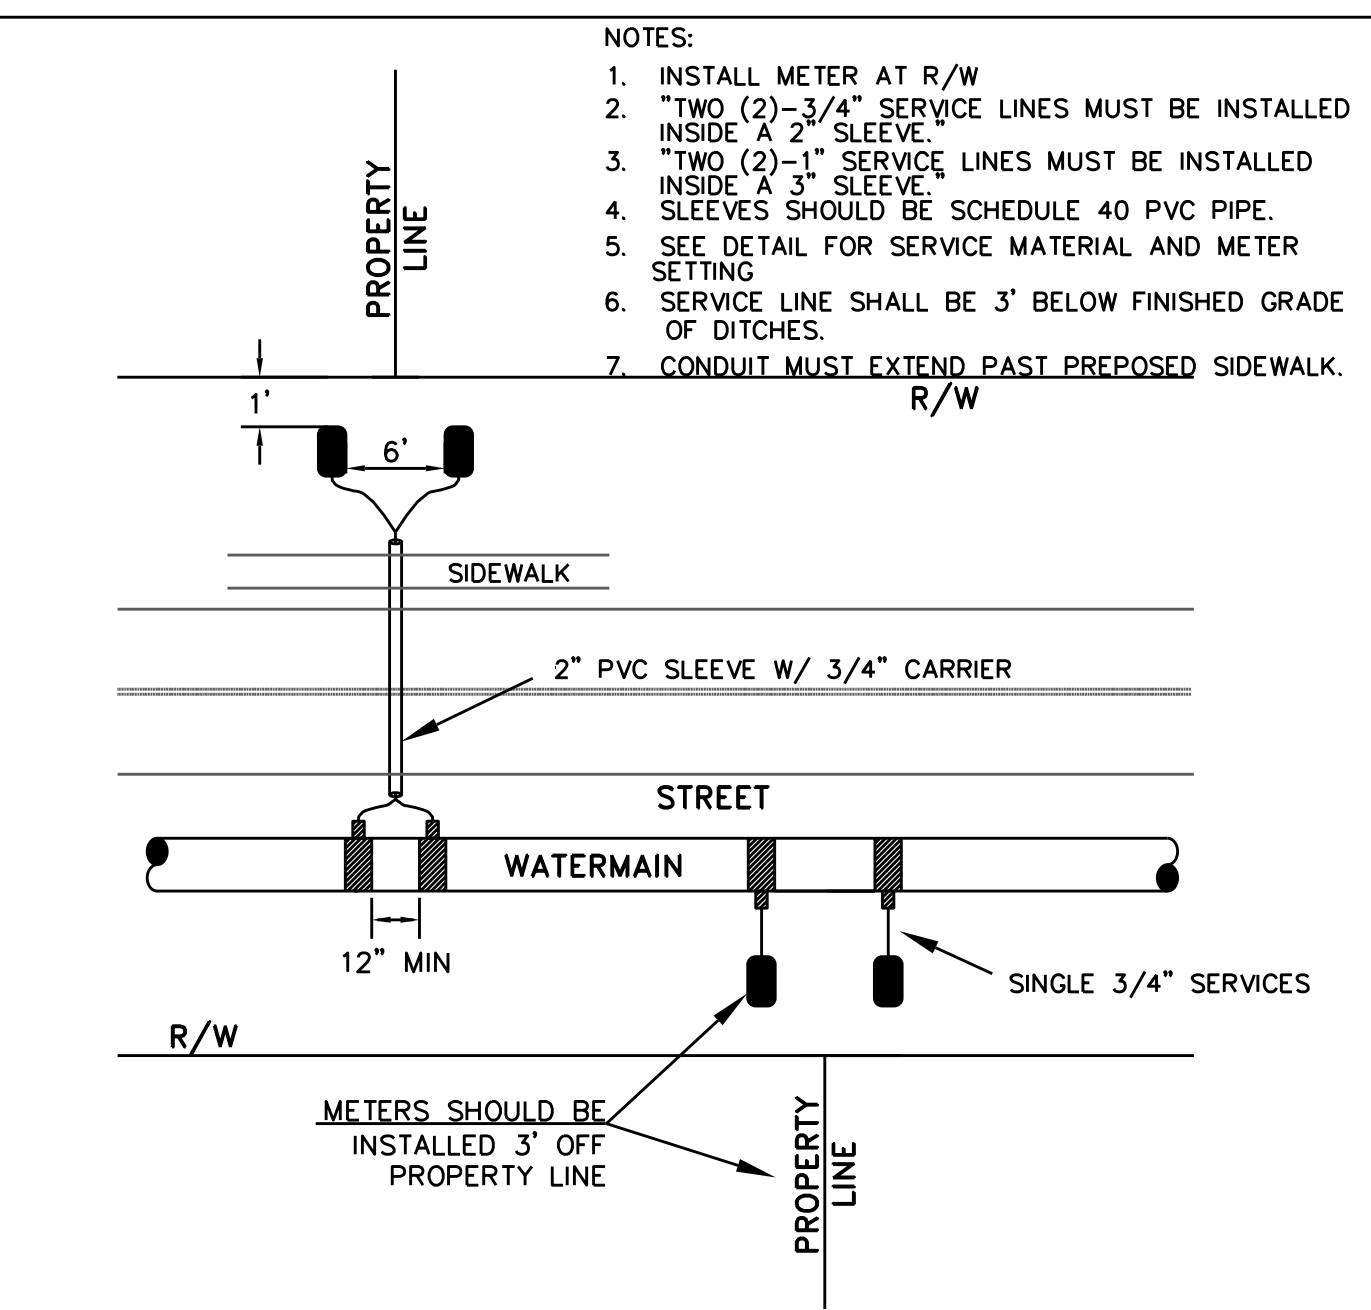 NOTES:
1. INSTALL METER AT R/W
2. "TWO (2)-3/4" SERVICE LINES MUST BE INSTALLED
INSIDE A 2" SLEEVE."
3. "TWO (2)-1" SERVICE LINES MUST BE INSTALLED
INSIDE A 3" SLEEVE."
4. SLEEVES SHOULD BE SCHEDULE 40 PVC PIPE.
5. SEE DETAIL FOR SERVICE MATERIAL AND METER
SETTING
6. SERVICE LINE SHALL BE 3' BELOW FINISHED GRADE
OF DITCHES.
7. CONDUIT MUST EXTEND PAST PREPOSED SIDEWALK.
PROPERTY
LINE
R/W
1'
6'
SIDEWALK
2" PVC SLEEVE W/ 3/4" CARRIER
STREET
WATERMAIN
12" MIN
SINGLE 3/4" SERVICES
R/W
METERS SHOULD BE
INSTALLED 3' OFF
PROPERTY LINE
PROPERTY
LINE